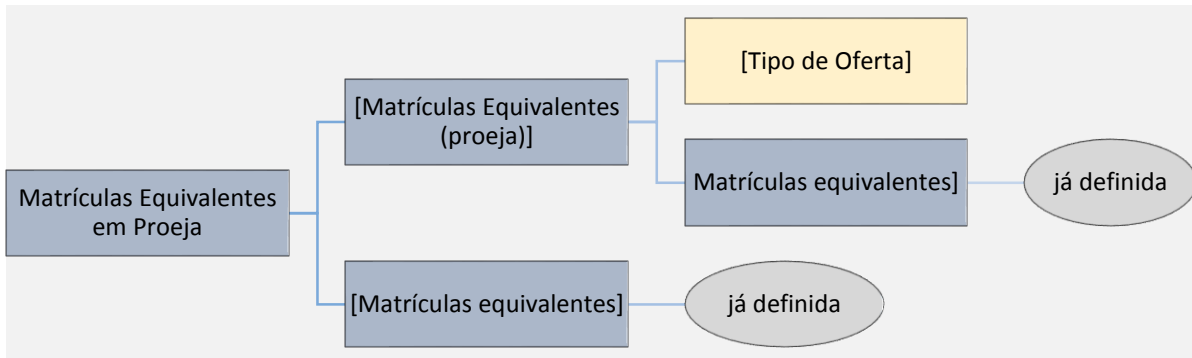 [Tipo de Oferta]
[Matrículas Equivalentes
(proeja)]
Matrículas equivalentes]
já definida
Matrículas Equivalentes
em Proeja
[Matrículas equivalentes]
já definida